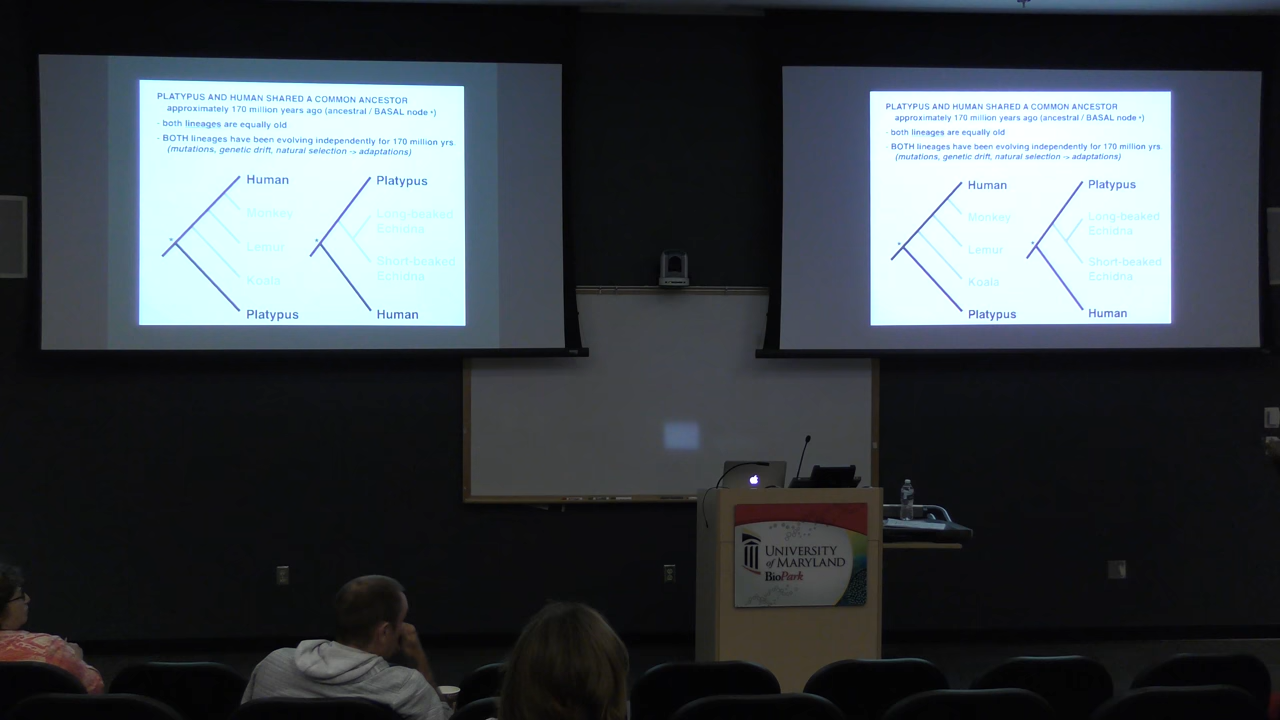 PLATYPUS AND HUMAN SHARED A COMMON ANCESTOR
approximately 170 million years ago (ancestral / BASAL node *)
- both lineages are equally old
- BOTH lineages have been evolving independently for 170 million yrs.
(mutations, genetic drift, natural selection -> adaptations)
Human
Monkey
Lemur
Koala
Platypus
*
Platypus
Long-beaked
Echidna
Short-beaked
Echidna
Human
*
PLATYPUS AND HUMAN SHARED A COMMON ANCESTOR
approximately 170 million years ago (ancestral / BASAL node *)
- both lineages are equally old
- BOTH lineages have been evolving independently for 170 million yrs.
(mutations, genetic drift, natural selection -> adaptations)
Human
Monkey
Lemur
Koala
Platypus
*
Platypus
Long-beaked
Echidna
Short-beaked
Echidna
Human
*
UNIVERSITY
of MARYLAND
BioPark